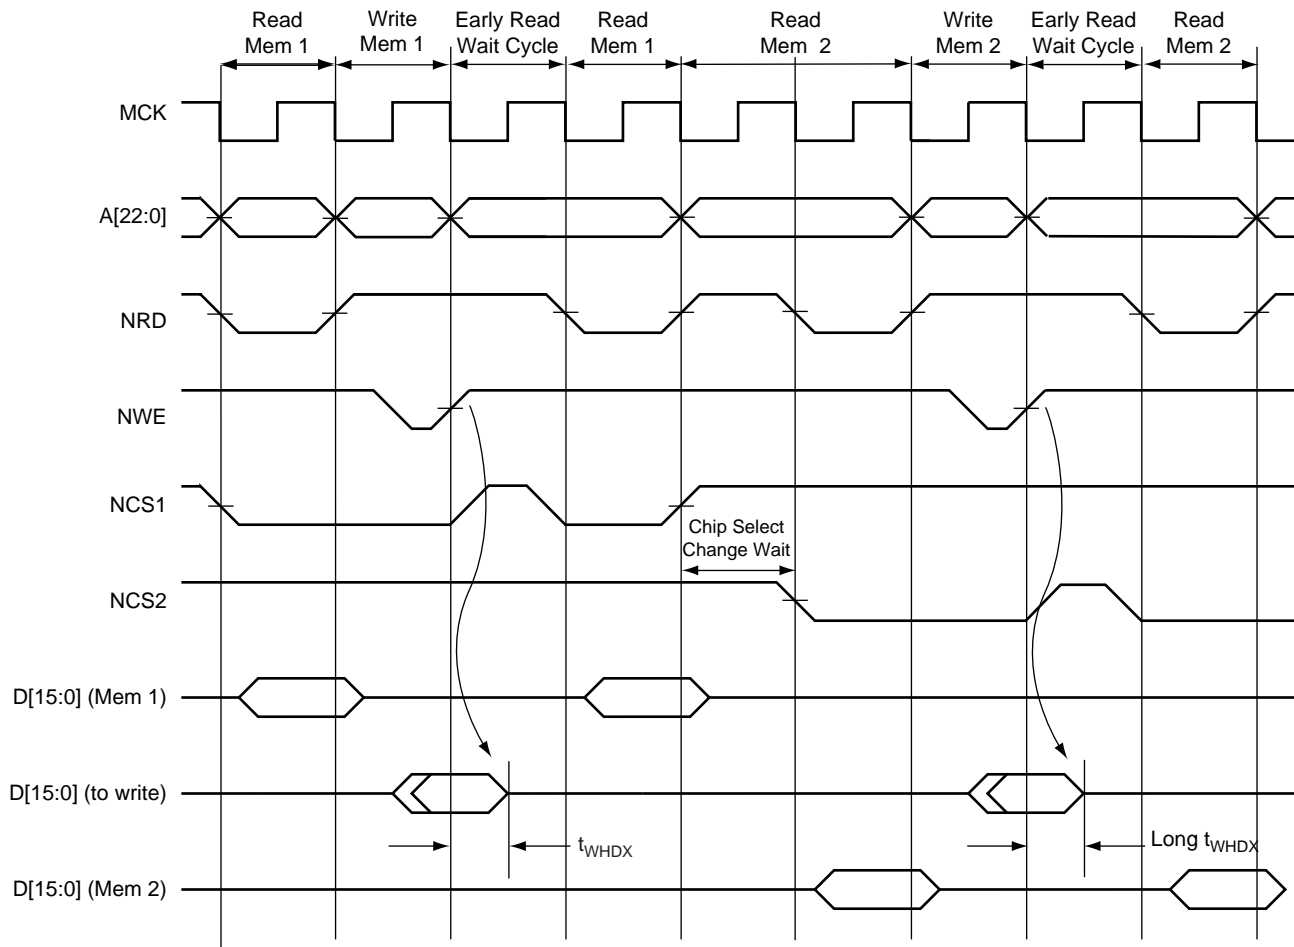 Read Mem 1
Write Mem 1
Early Read Wait Cycle
Read Mem 1
Read Mem 2
Write Mem 2
Early Read Wait Cycle
Read Mem 2
MCK
A[22:0]
NRD
NWE
NCS1
Chip Select
Change Wait
NCS2
D[15:0] (Mem 1)
D[15:0] (to write)
tWHDX
Long tWHDX
D[15:0] (Mem 2)